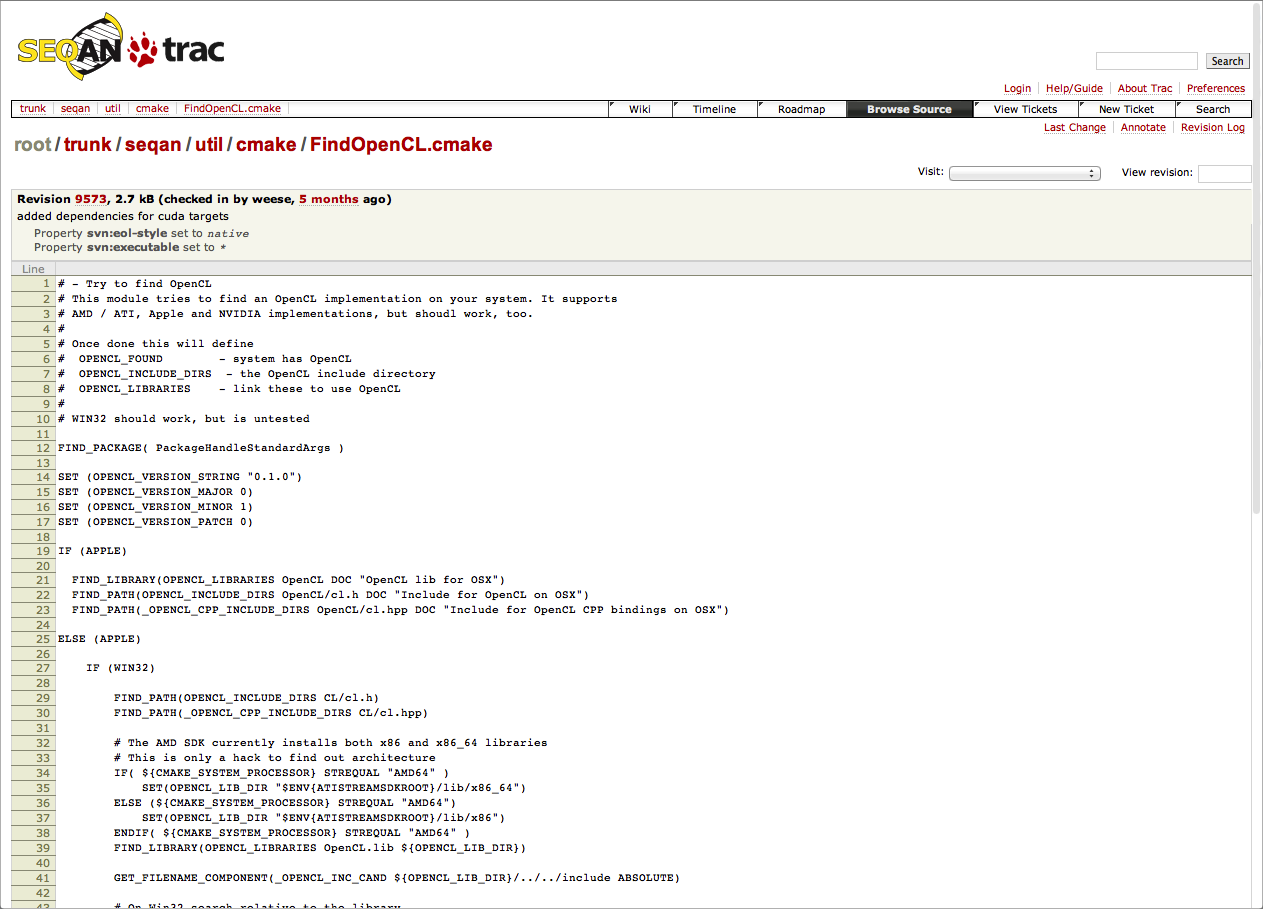 SEQAN trac
Search
Login Help/Guide About Trac Preferences
trunk seqan util cmake FindOpenCL.cmake Wiki Timeline Roadmap Browse Source View Tickets New Ticket Search
Last Change Annotate Revision Log
root / trunk / seqan / util / cmake / FindOpenCL.cmake
Visit: View revision:
Revision 9573, 2.7 kB (checked in by weese, 5 months ago)
added dependencies for cuda targets
Property svn:eol-style set to native
Property svn:executable set to *
Line
1 # - Try to find OpenCL
2 # This module tries to find an OpenCL implementation on your system. It supports
3 # AMD / ATI, Apple and NVIDIA implementations, but shoudl work, too.
4 #
5 # Once done this will define
6 #  OPENCL_FOUND        - system has OpenCL
7 #  OPENCL_INCLUDE_DIRS  - the OpenCL include directory
8 #  OPENCL_LIBRARIES    - link these to use OpenCL
9 #
10 # WIN32 should work, but is untested
11
12 FIND_PACKAGE( PackageHandleStandardArgs )
13
14 SET (OPENCL_VERSION_STRING "0.1.0")
15 SET (OPENCL_VERSION_MAJOR 0)
16 SET (OPENCL_VERSION_MINOR 1)
17 SET (OPENCL_VERSION_PATCH 0)
18
19 IF (APPLE)
20
21   FIND_LIBRARY(OPENCL_LIBRARIES OpenCL DOC "OpenCL lib for OSX")
22   FIND_PATH(OPENCL_INCLUDE_DIRS OpenCL/cl.h DOC "Include for OpenCL on OSX")
23   FIND_PATH(_OPENCL_CPP_INCLUDE_DIRS OpenCL/cl.hpp DOC "Include for OpenCL CPP bindings on OSX")
24
25 ELSE (APPLE)
26
27     IF (WIN32)
28
29         FIND_PATH(OPENCL_INCLUDE_DIRS CL/cl.h)
30         FIND_PATH(_OPENCL_CPP_INCLUDE_DIRS CL/cl.hpp)
31
32         # The AMD SDK currently installs both x86 and x86_64 libraries
33         # This is only a hack to find out architecture
34         IF( ${CMAKE_SYSTEM_PROCESSOR} STREQUAL "AMD64" )
35             SET(OPENCL_LIB_DIR "$ENV{ATISTREAMSDKROOT}/lib/x86_64")
36         ELSE (${CMAKE_SYSTEM_PROCESSOR} STREQUAL "AMD64")
37             SET(OPENCL_LIB_DIR "$ENV{ATISTREAMSDKROOT}/lib/x86")
38         ENDIF( ${CMAKE_SYSTEM_PROCESSOR} STREQUAL "AMD64" )
39         FIND_LIBRARY(OPENCL_LIBRARIES OpenCL.lib ${OPENCL_LIB_DIR})
40
41         GET_FILENAME_COMPONENT(_OPENCL_INC_CAND ${OPENCL_LIB_DIR}/../../include ABSOLUTE)
42
43         # On Win32 search relative to the library